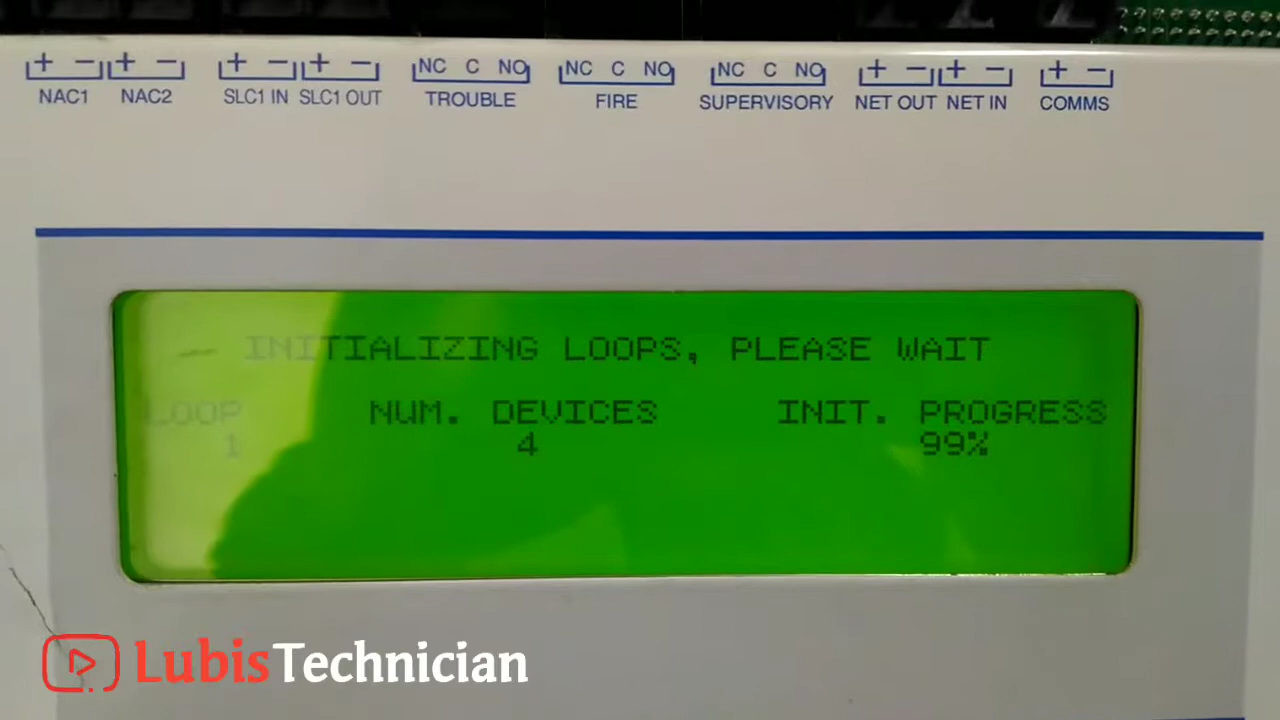 + − + − + − + − NC C NO NC C NO NC C NO + − + − + −
NAC1 NAC2 SLC1 IN SLC1 OUT TROUBLE FIRE SUPERVISORY NET OUT NET IN COMMS
INITIALIZING LOOPS, PLEASE WAIT
LOOP NUM. DEVICES INIT. PROGRESS
1 4 99%
LubisTechnician